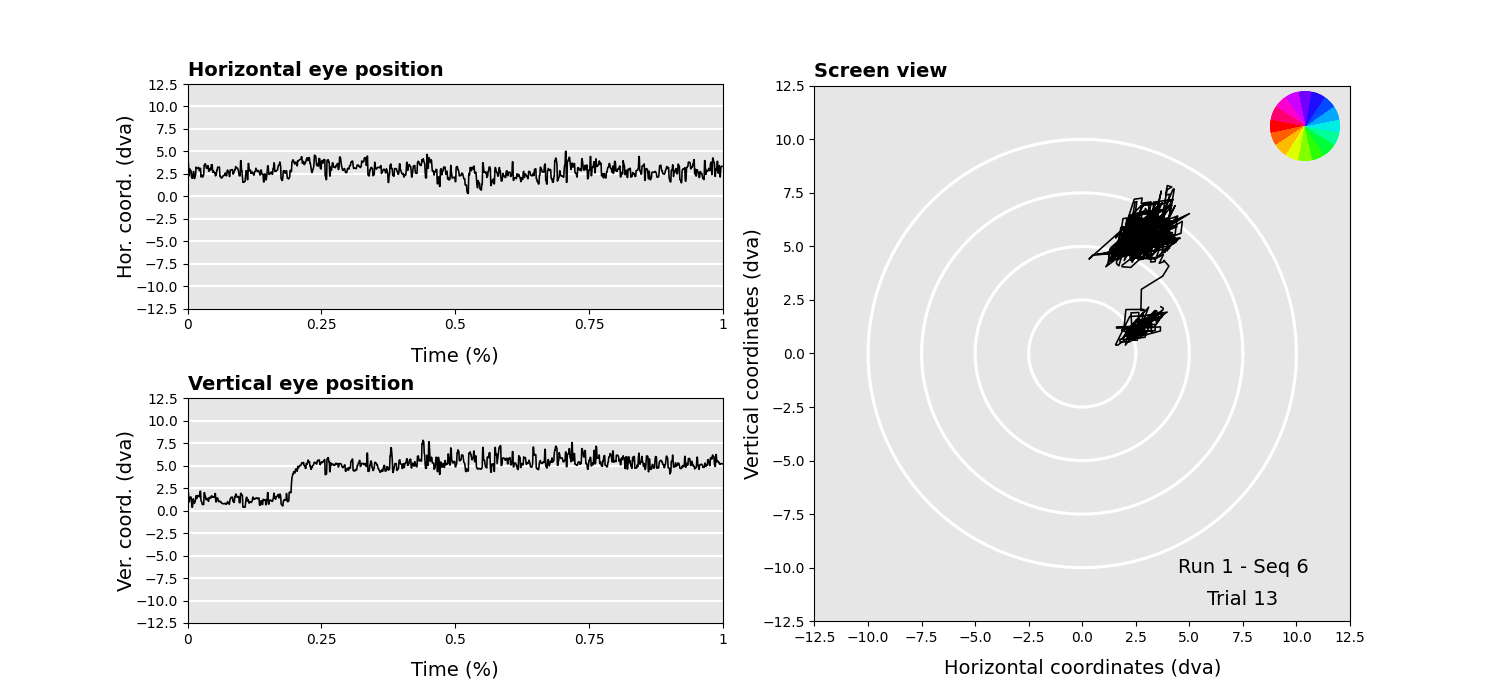 Horizontal eye position
Hor. coord. (dva)
12.5
10.0
7.5
5.0
2.5
0.0
−2.5
−5.0
−7.5
−10.0
−12.5
0 0.25 0.5 0.75 1
Time (%)
Vertical eye position
Ver. coord. (dva)
12.5
10.0
7.5
5.0
2.5
0.0
−2.5
−5.0
−7.5
−10.0
−12.5
0 0.25 0.5 0.75 1
Time (%)
Screen view
Vertical coordinates (dva)
12.5
10.0
7.5
5.0
2.5
0.0
−2.5
−5.0
−7.5
−10.0
−12.5
Run 1 - Seq 6
Trial 13
−12.5 −10.0 −7.5 −5.0 −2.5 0.0 2.5 5.0 7.5 10.0 12.5
Horizontal coordinates (dva)